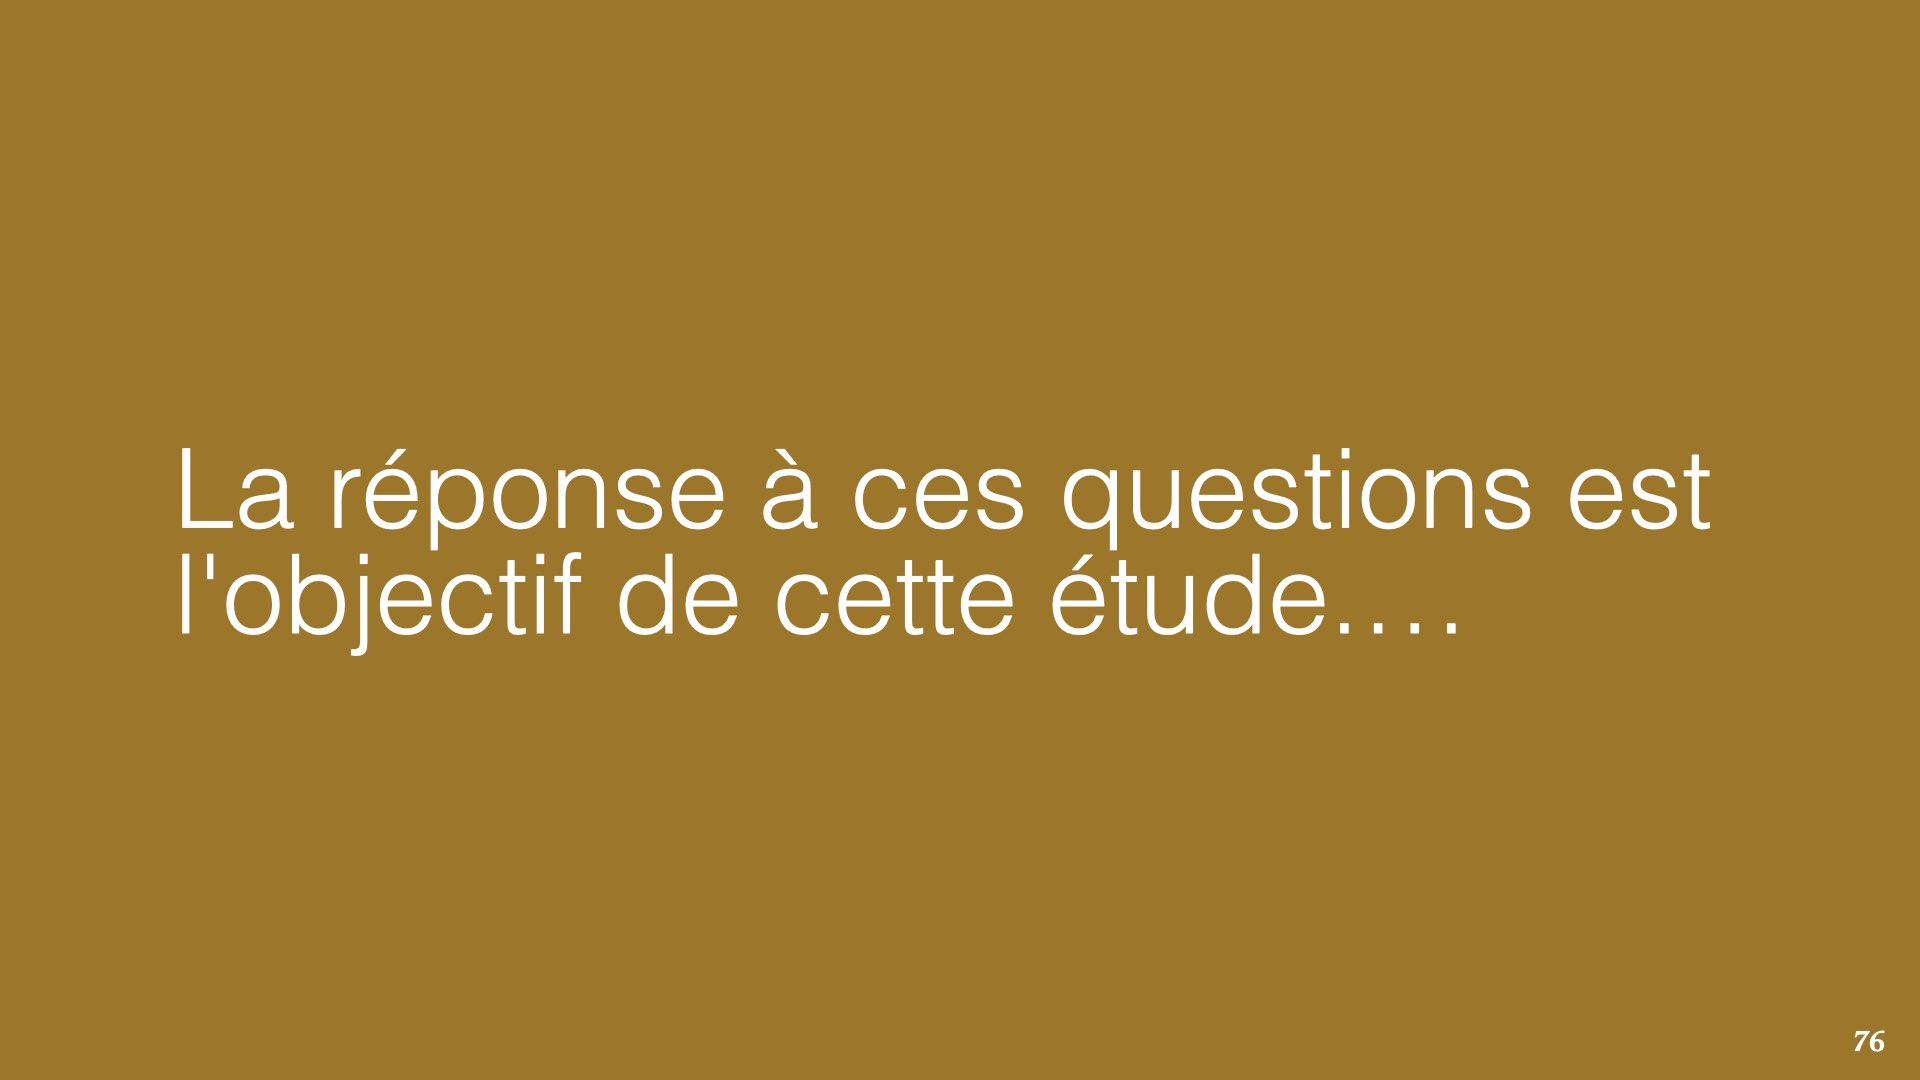 La réponse à ces questions est
l'objectif de cette étude….
76